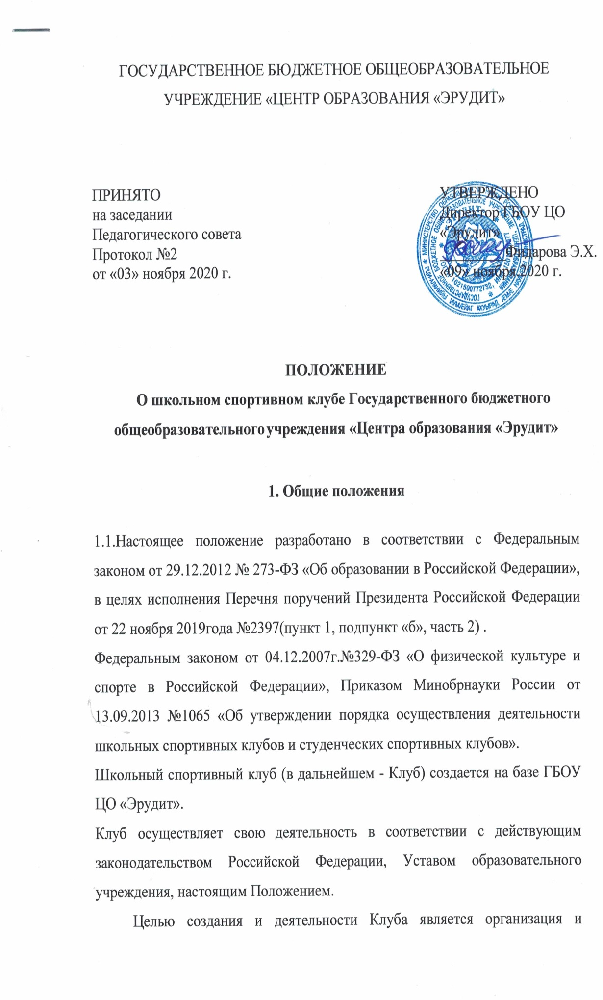 ГОСУДАРСТВЕННОЕ БЮДЖЕТНОЕ ОБЩЕОБРАЗОВАТЕЛЬНОЕ
УЧРЕЖДЕНИЕ «ЦЕНТР ОБРАЗОВАНИЯ «ЭРУДИТ»
ПРИНЯТО
на заседании
Педагогического совета
Протокол №2
от «03» ноября 2020 г.
УТВЕРЖДЕНО
Директор ГБОУ ЦО
«Эрудит»
Фидарова Э.Х.
«09» ноября 2020 г.
ПОЛОЖЕНИЕ
О школьном спортивном клубе Государственного бюджетного
общеобразовательного учреждения «Центра образования «Эрудит»
1. Общие положения
1.1.Настоящее положение разработано в соответствии с Федеральным
законом от 29.12.2012 № 273-ФЗ «Об образовании в Российской Федерации»,
в целях исполнения Перечня поручений Президента Российской Федерации
от 22 ноября 2019года №2397(пункт 1, подпункт «б», часть 2) .
Федеральным законом от 04.12.2007г.№329-ФЗ «О физической культуре и
спорте в Российской Федерации», Приказом Минобрнауки России от
13.09.2013 №1065 «Об утверждении порядка осуществления деятельности
школьных спортивных клубов и студенческих спортивных клубов».
Школьный спортивный клуб (в дальнейшем - Клуб) создается на базе ГБОУ
ЦО «Эрудит».
Клуб осуществляет свою деятельность в соответствии с действующим
законодательством Российской Федерации, Уставом образовательного
учреждения, настоящим Положением.
Целью создания и деятельности Клуба является организация и